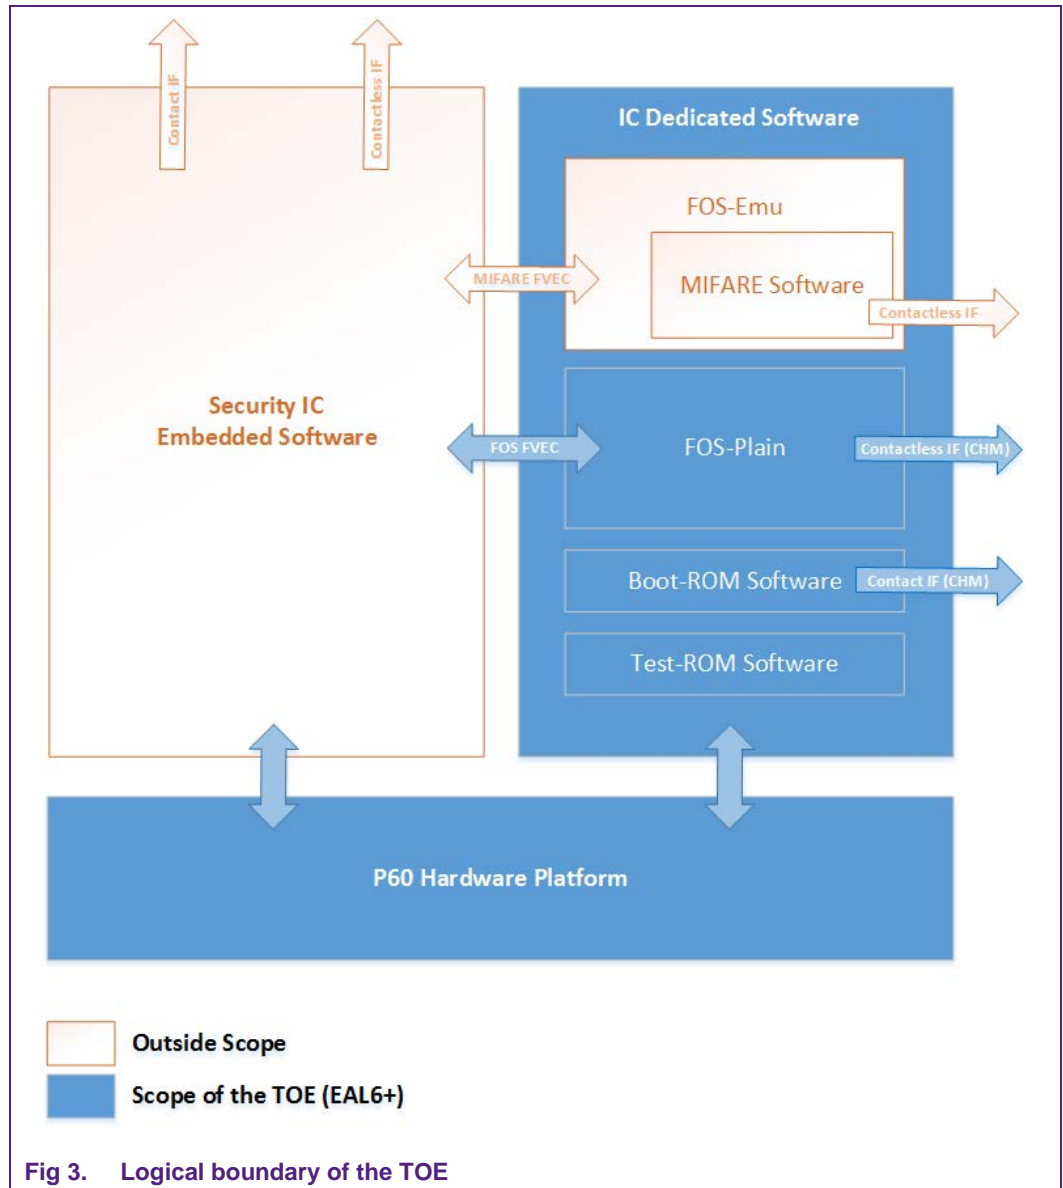 Contact IF
Contactless IF
IC Dedicated Software
FOS-Emu
MIFARE FVEC
MIFARE Software
Contactless IF
Security IC
Embedded Software
FOS FVEC
FOS-Plain
Contactless IF (CHM)
Boot-ROM Software
Contact IF (CHM)
Test-ROM Software
P60 Hardware Platform
Outside Scope
Scope of the TOE (EAL6+)
Fig 3. Logical boundary of the TOE